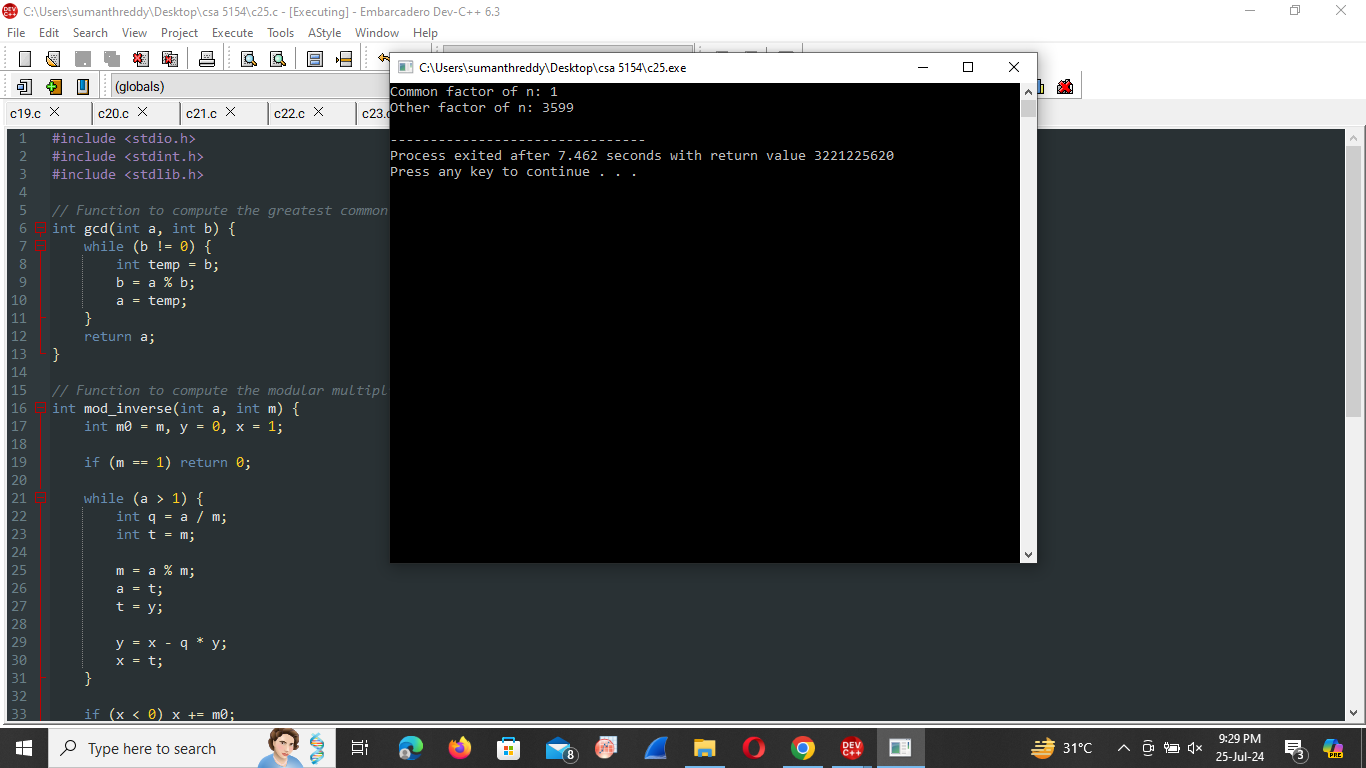 C:\Users\sumanthreddy\Desktop\csa 5154\c25.c - [Executing] - Embarcadero Dev-C++ 6.3
File Edit Search View Project Execute Tools AStyle Window Help
(globals)
c19.c c20.c c21.c c22.c c23.c
C:\Users\sumanthreddy\Desktop\csa 5154\c25.exe
Common factor of n: 1
Other factor of n: 3599
--------------------------------
Process exited after 7.462 seconds with return value 3221225620
Press any key to continue . . .
1 #include <stdio.h>
2 #include <stdint.h>
3 #include <stdlib.h>
4
5 // Function to compute the greatest common
6 int gcd(int a, int b) {
7 while (b != 0) {
8 int temp = b;
9 b = a % b;
10 a = temp;
11 }
12 return a;
13 }
14
15 // Function to compute the modular multipl
16 int mod_inverse(int a, int m) {
17 int m0 = m, y = 0, x = 1;
18
19 if (m == 1) return 0;
20
21 while (a > 1) {
22 int q = a / m;
23 int t = m;
24
25 m = a % m;
26 a = t;
27 t = y;
28
29 y = x - q * y;
30 x = t;
31 }
32
33 if (x < 0) x += m0;
Type here to search
8
DEV C++
31°C
9:29 PM
25-Jul-24
3
PRE